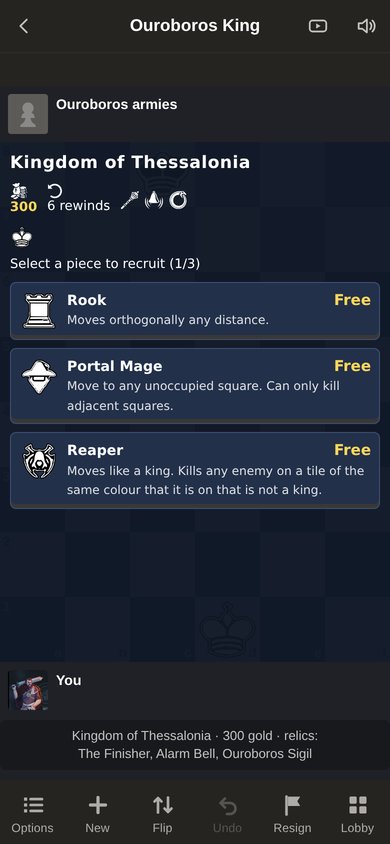 Ouroboros King
Ouroboros armies
Kingdom of Thessalonia
300
6 rewinds
Select a piece to recruit (1/3)
Rook
Free
Moves orthogonally any distance.
Portal Mage
Free
Move to any unoccupied square. Can only kill
adjacent squares.
Reaper
Free
Moves like a king. Kills any enemy on a tile of the
same colour that it is on that is not a king.
You
Kingdom of Thessalonia · 300 gold · relics:
The Finisher, Alarm Bell, Ouroboros Sigil
Options
New
Flip
Undo
Resign
Lobby